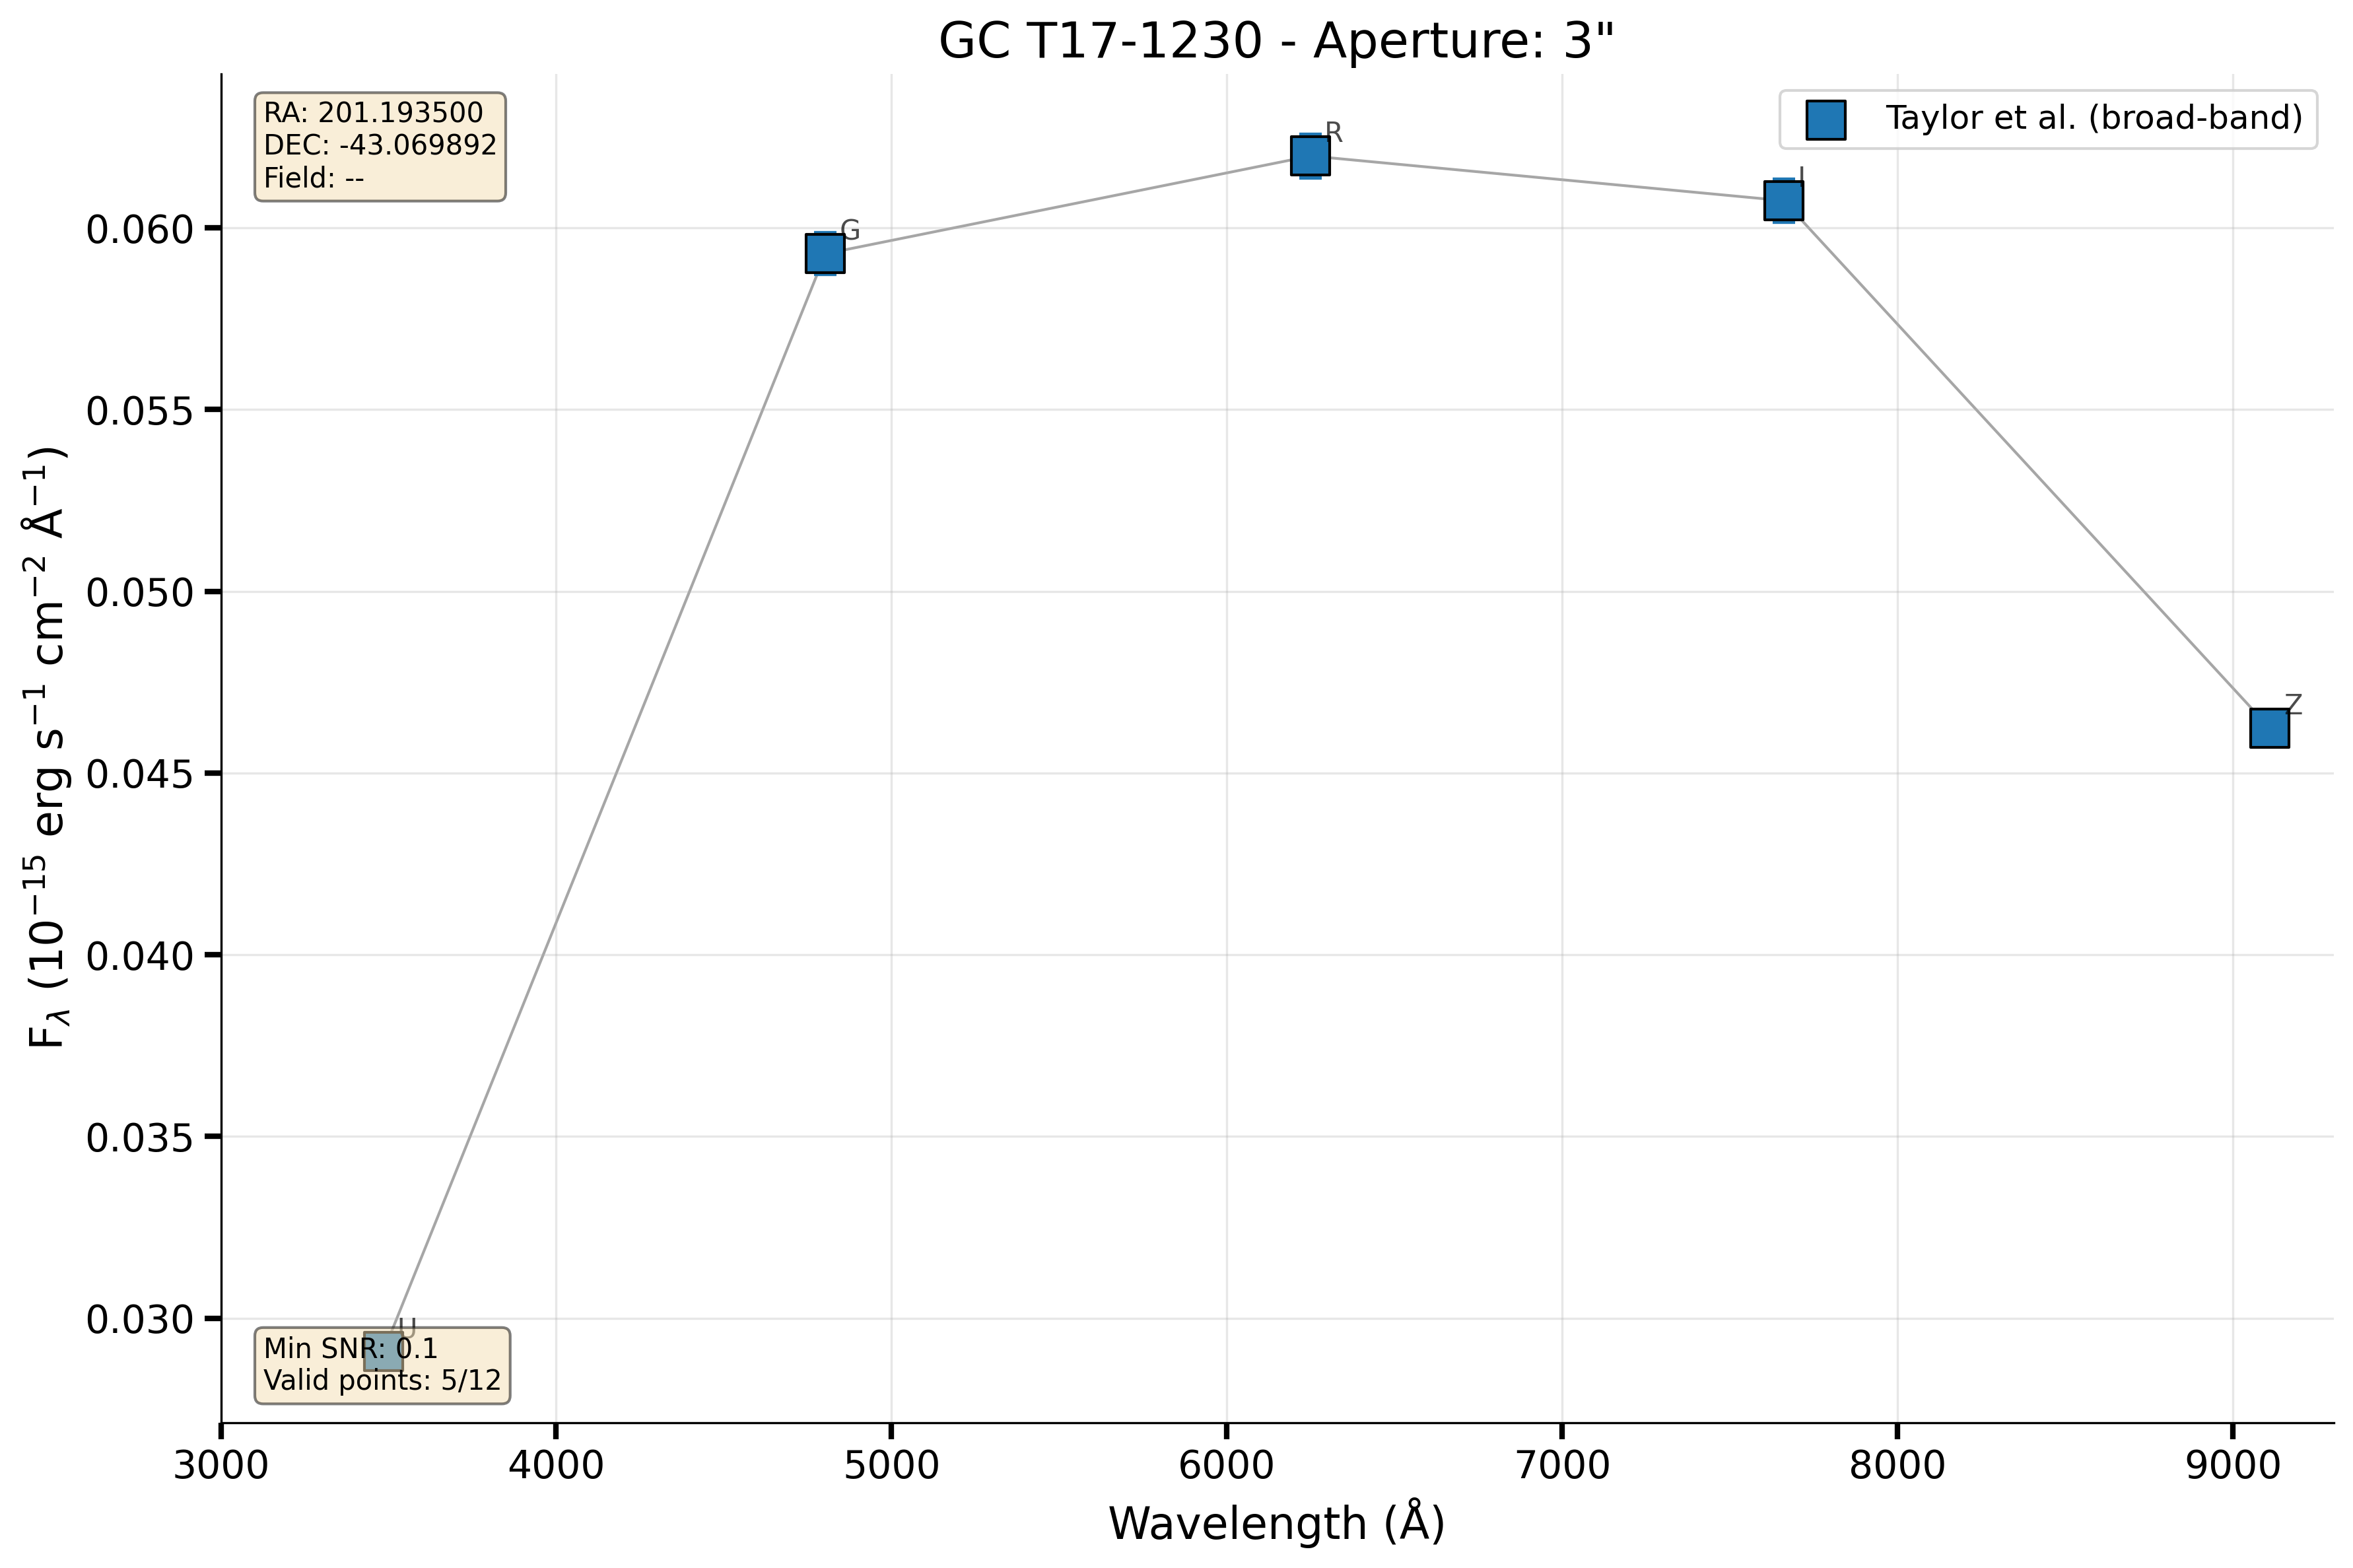 GC T17-1230 - Aperture: 3"
RA: 201.193500
DEC: -43.069892
Field: --
Taylor et al. (broad-band)
R
I
G
Z
U
0.060
0.055
0.050
0.045
0.040
0.035
0.030
F_λ (10⁻¹⁵ erg s⁻¹ cm⁻² Å⁻¹)
Min SNR: 0.1
Valid points: 5/12
3000 4000 5000 6000 7000 8000 9000
Wavelength (Å)